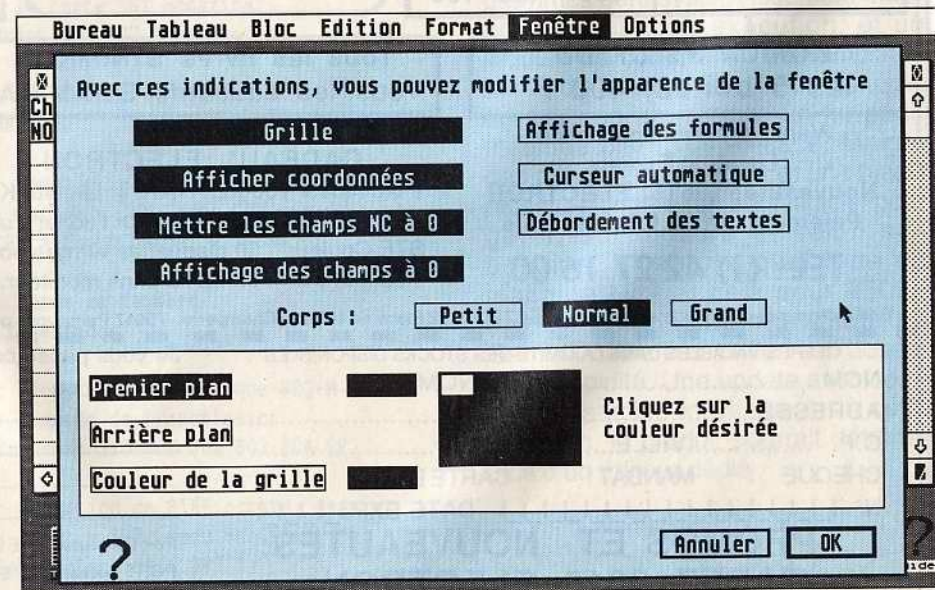 Bureau Tableau Bloc Edition Format Fenêtre Options
Avec ces indications, vous pouvez modifier l'apparence de la fenêtre
Ch
NO
Grille
Affichage des formules
Afficher coordonnées
Curseur automatique
Mettre les champs NC à 0
Débordement des textes
Affichage des champs à 0
Corps : Petit Normal Grand
Premier plan
Arrière plan
Couleur de la grille
Cliquez sur la
couleur désirée
? Annuler OK ?